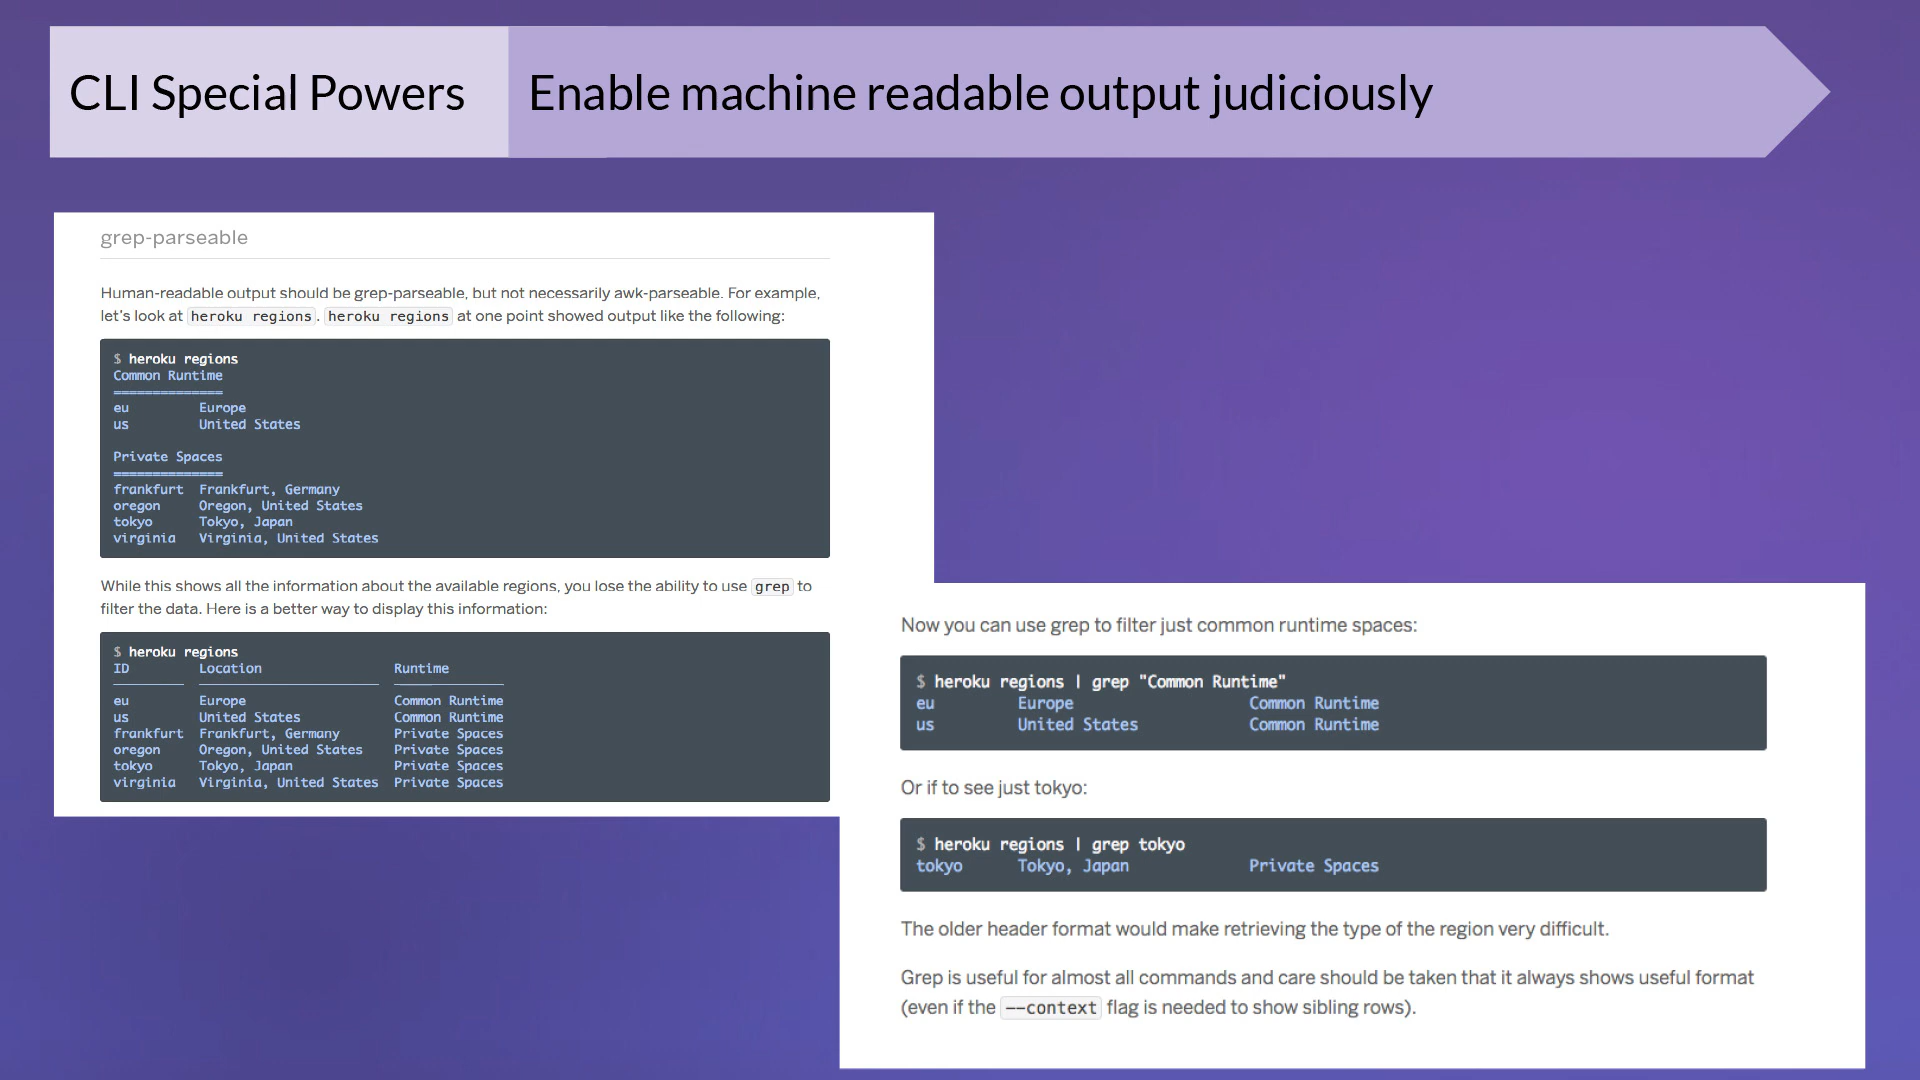 CLI Special Powers
Enable machine readable output judiciously
grep-parseable
Human-readable output should be grep-parseable, but not necessarily awk-parseable. For example,
let's look at heroku regions. heroku regions at one point showed output like the following:
$ heroku regions
Common Runtime
==============
eu         Europe
us         United States
Private Spaces
==============
frankfurt  Frankfurt, Germany
oregon     Oregon, United States
tokyo      Tokyo, Japan
virginia   Virginia, United States
While this shows all the information about the available regions, you lose the ability to use grep to
filter the data. Here is a better way to display this information:
$ heroku regions
ID         Location                 Runtime
─────────  ───────────────────────  ──────────────
eu         Europe                   Common Runtime
us         United States            Common Runtime
frankfurt  Frankfurt, Germany       Private Spaces
oregon     Oregon, United States    Private Spaces
tokyo      Tokyo, Japan             Private Spaces
virginia   Virginia, United States  Private Spaces
Now you can use grep to filter just common runtime spaces:
$ heroku regions | grep "Common Runtime"
eu         Europe                   Common Runtime
us         United States            Common Runtime
Or if to see just tokyo:
$ heroku regions | grep tokyo
tokyo      Tokyo, Japan             Private Spaces
The older header format would make retrieving the type of the region very difficult.
Grep is useful for almost all commands and care should be taken that it always shows useful format
(even if the --context flag is needed to show sibling rows).